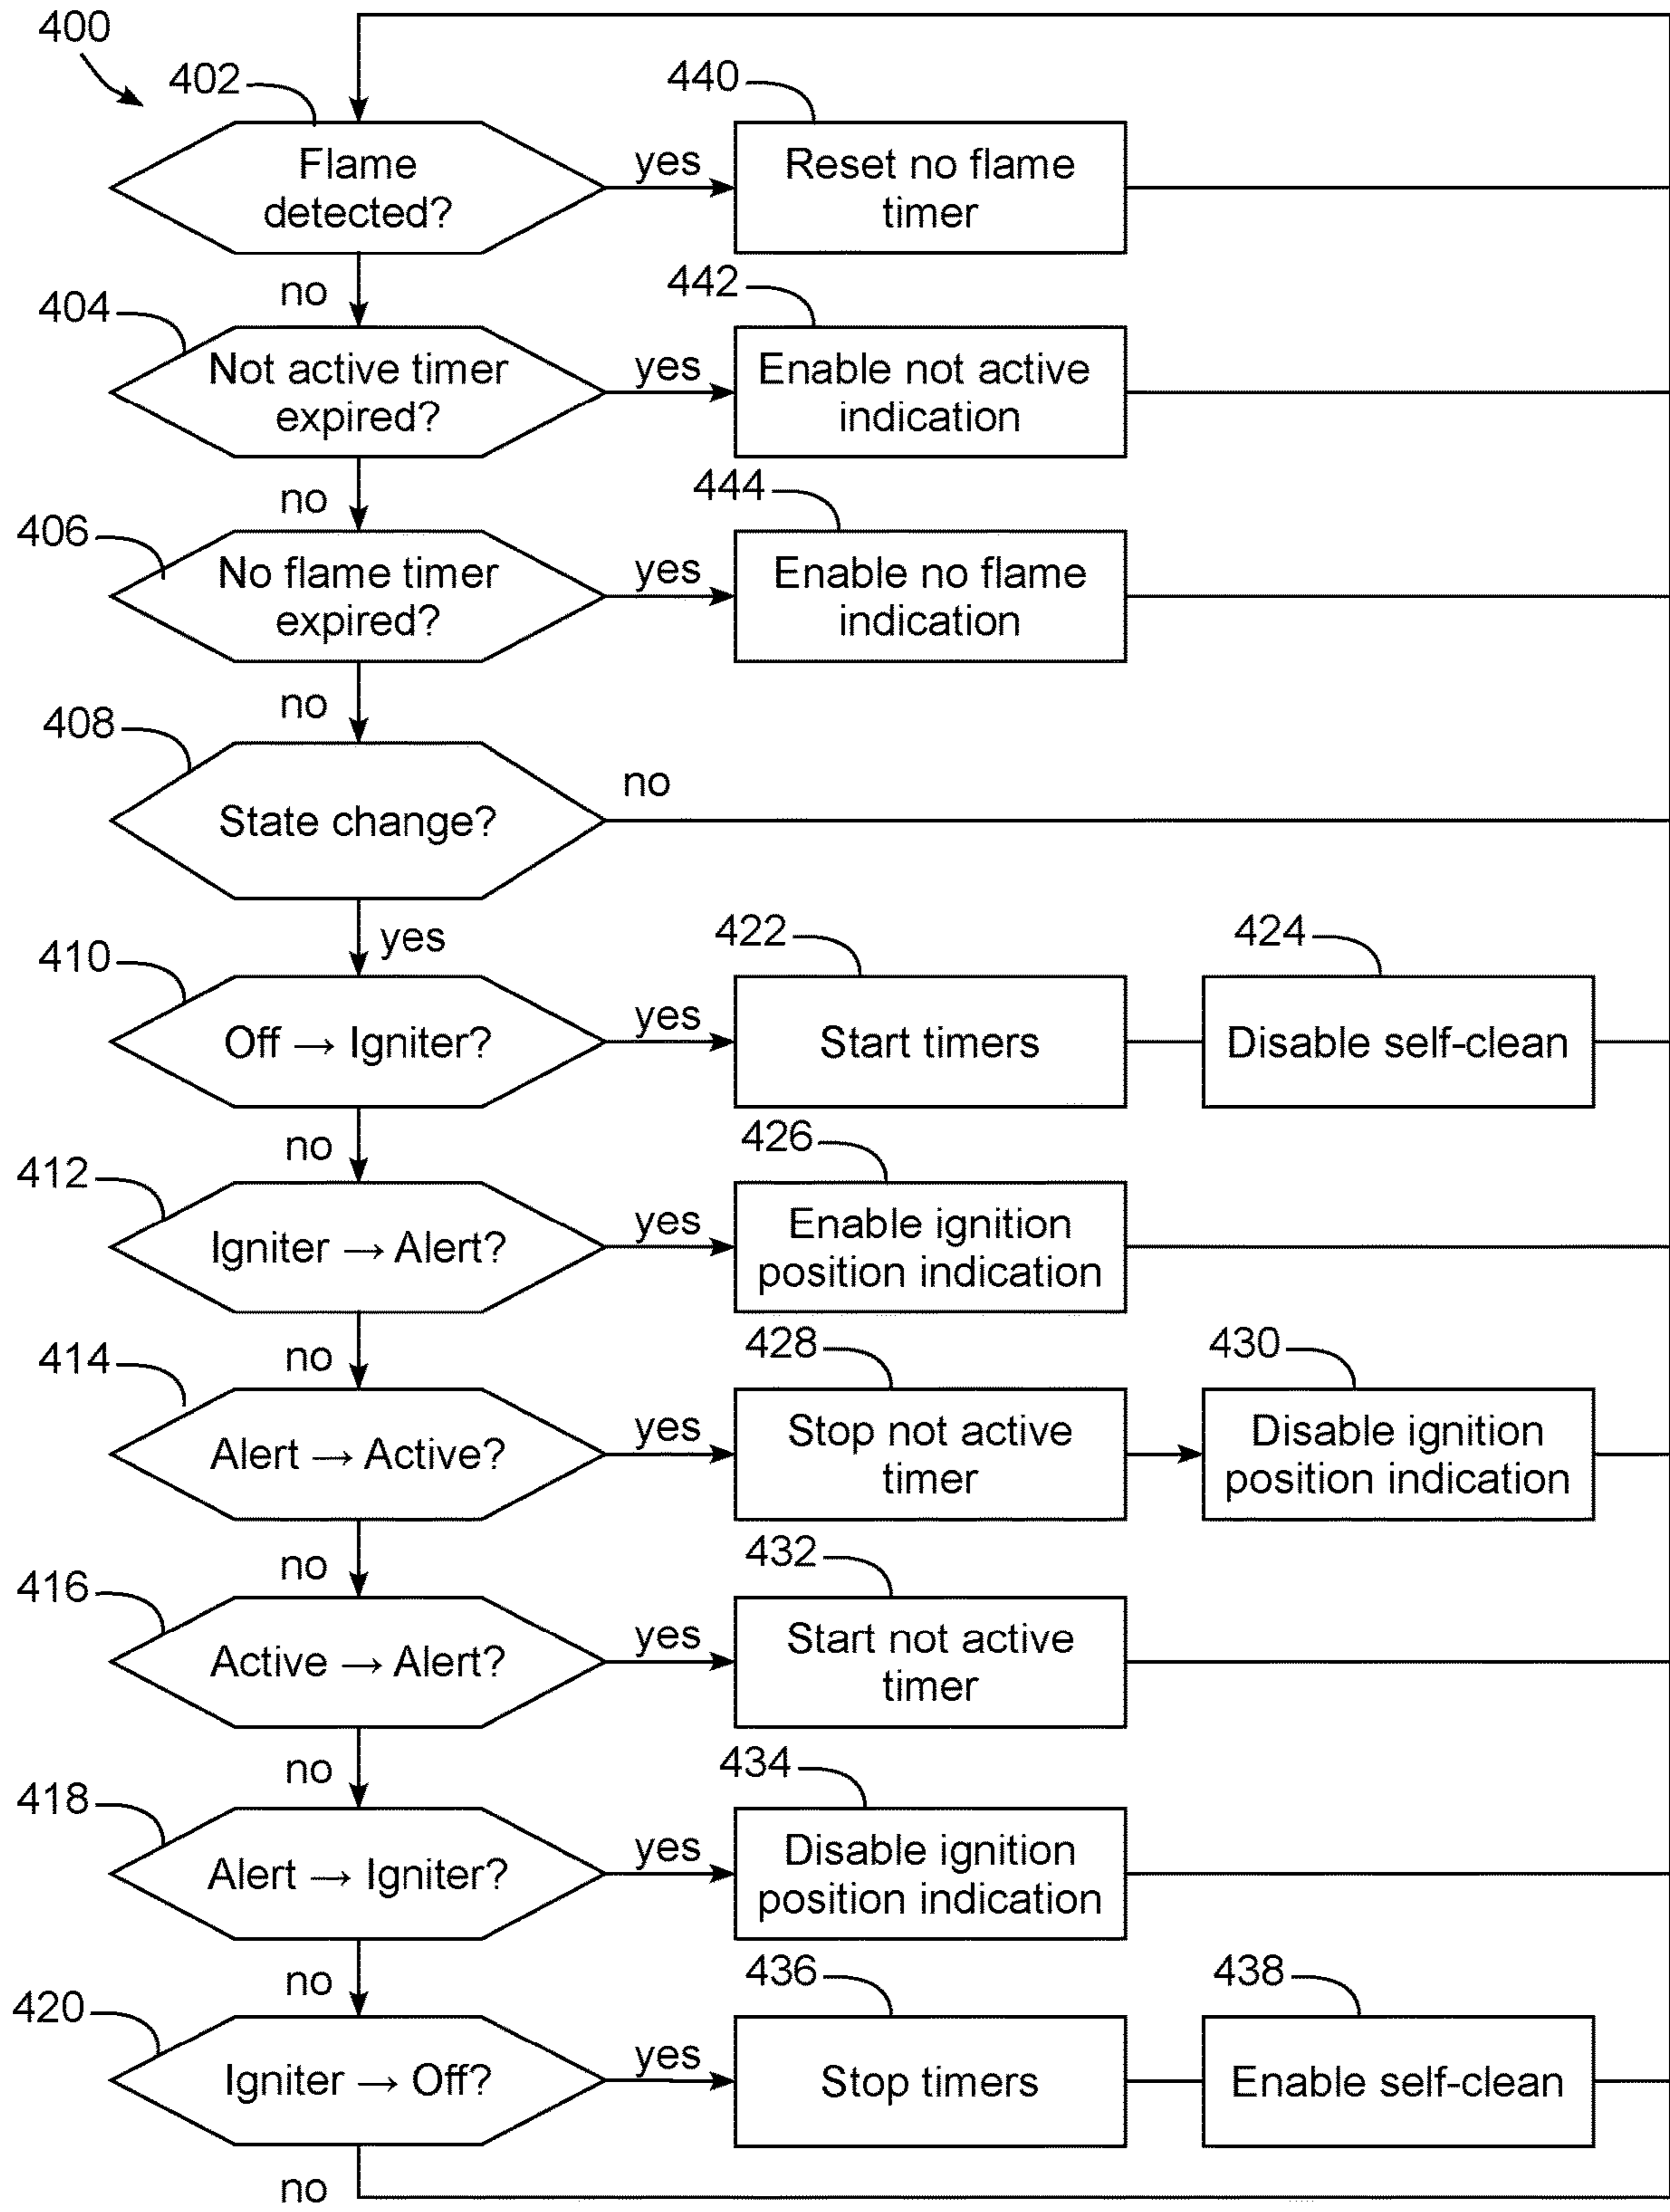 400
402
440
Flame
detected?
yes
Reset no flame
timer
no
404
442
Not active timer
expired?
yes
Enable not active
indication
no
406
444
No flame timer
expired?
yes
Enable no flame
indication
no
408
State change?
no
yes
410
422
424
Off → Igniter?
yes
Start timers
Disable self-clean
no
412
426
Igniter → Alert?
yes
Enable ignition
position indication
no
414
428
430
Alert → Active?
yes
Stop not active
timer
Disable ignition
position indication
no
416
432
Active → Alert?
yes
Start not active
timer
no
418
434
Alert → Igniter?
yes
Disable ignition
position indication
no
420
436
438
Igniter → Off?
yes
Stop timers
Enable self-clean
no